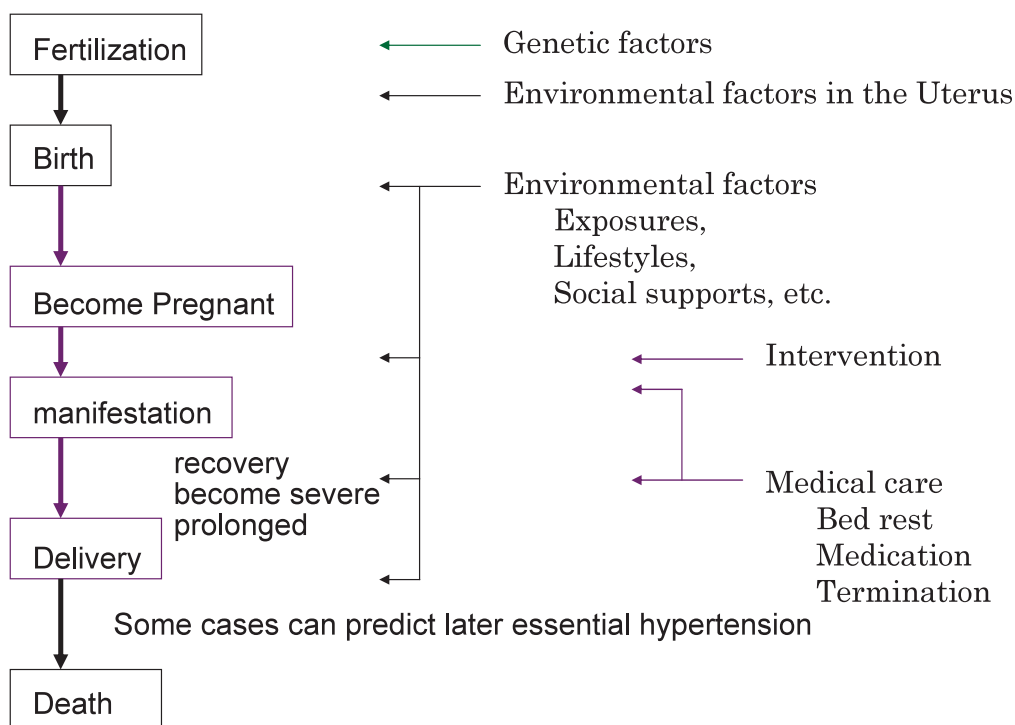 Fertilization
Genetic factors
Environmental factors in the Uterus
Birth
Environmental factors
Exposures,
Lifestyles,
Social supports, etc.
Become Pregnant
Intervention
manifestation
recovery
become severe
prolonged
Medical care
Bed rest
Medication
Termination
Delivery
Some cases can predict later essential hypertension
Death